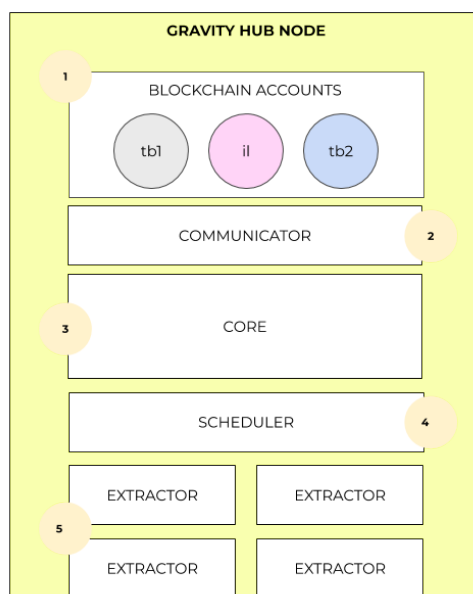 GRAVITY HUB NODE
1
BLOCKCHAIN ACCOUNTS
tb1 il tb2
COMMUNICATOR 2
3 CORE
SCHEDULER 4
EXTRACTOR EXTRACTOR
5
EXTRACTOR EXTRACTOR